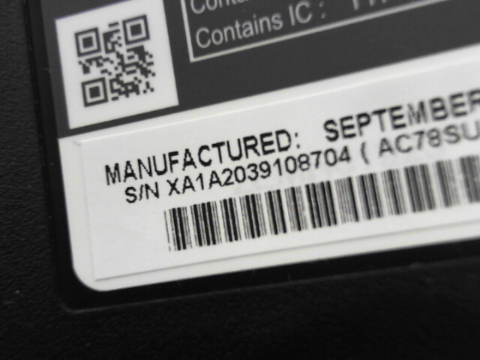 Contains IC :
MANUFACTURED: SEPTEMBER
S/N XA1A2039108704 ( AC78SU